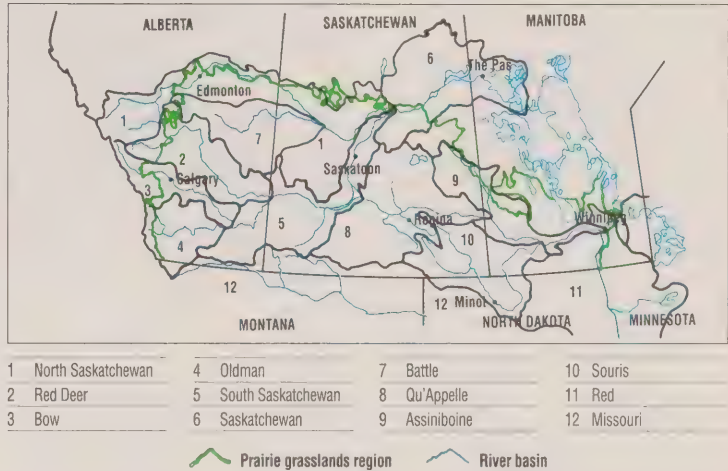 ALBERTA SASKATCHEWAN MANITOBA
6
The Pas
Edmonton
1
7 1
2
Saskatoon
Calgary 9
3
Winnipeg
Regina
5
4 8 10
12 11
12 Minot
MONTANA NORTH DAKOTA MINNESOTA
1 North Saskatchewan 4 Oldman 7 Battle 10 Souris
2 Red Deer 5 South Saskatchewan 8 Qu'Appelle 11 Red
3 Bow 6 Saskatchewan 9 Assiniboine 12 Missouri
Prairie grasslands region River basin